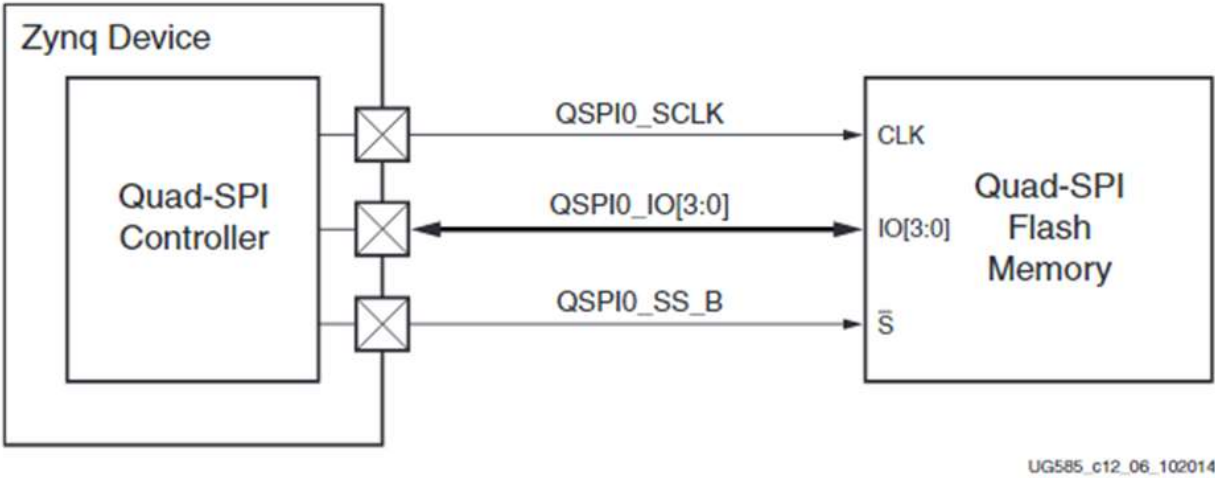 Zynq Device
Quad-SPI
Controller
QSPI0_SCLK
QSPI0_IO[3:0]
QSPI0_SS_B
CLK
IO[3:0]
S̅
Quad-SPI
Flash
Memory
UG585_c12_06_102014